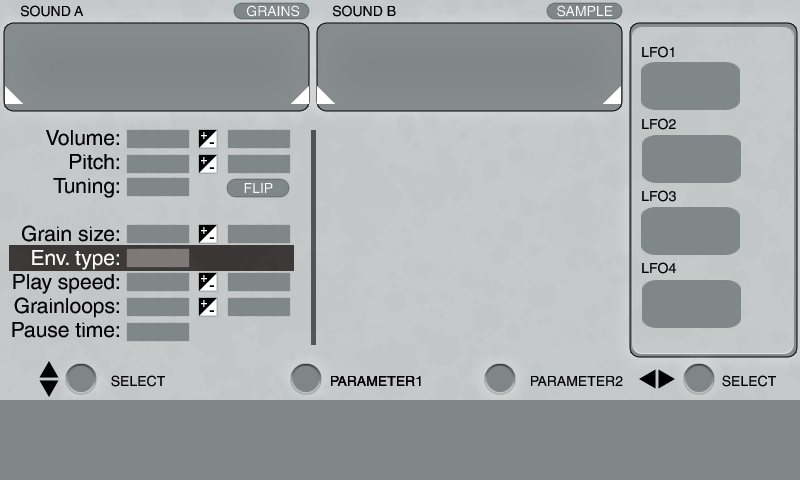 SOUND A GRAINS SOUND B SAMPLE
LFO1
LFO2
LFO3
LFO4
Volume: + -
Pitch: + -
Tuning: FLIP
Grain size: + -
Env. type:
Play speed: + -
Grainloops: + -
Pause time:
SELECT PARAMETER1 PARAMETER2 SELECT